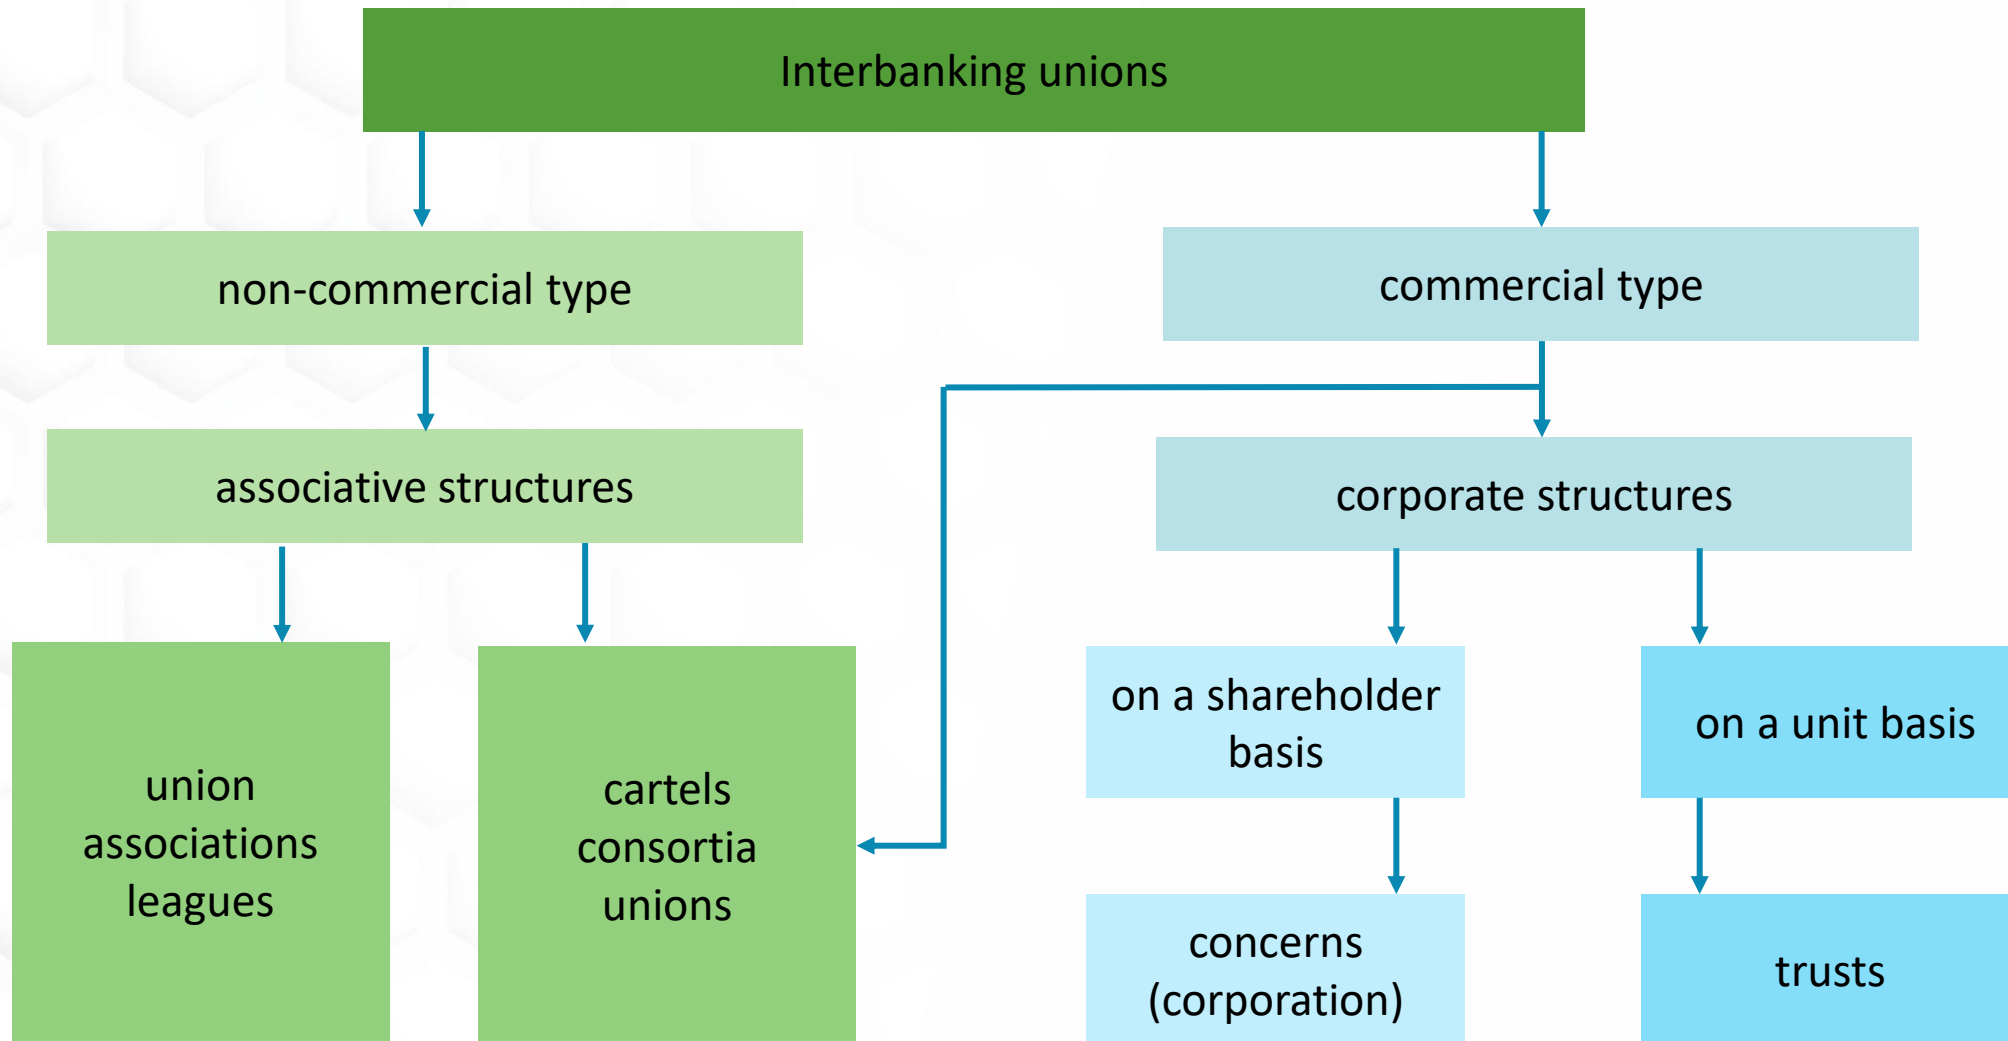 Interbanking unions
non-commercial type
commercial type
associative structures
corporate structures
union
associations
leagues
cartels
consortia
unions
on a shareholder
basis
on a unit basis
concerns
(corporation)
trusts